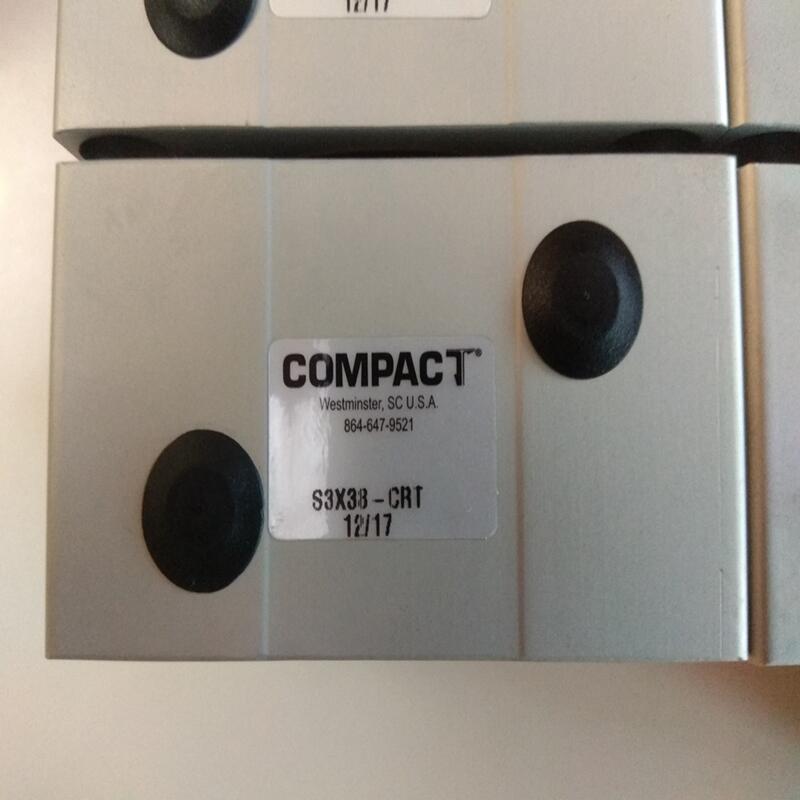 12/17
COMPACT®
Westminster, SC U.S.A.
864-647-9521
S3X38-CRT
12/17